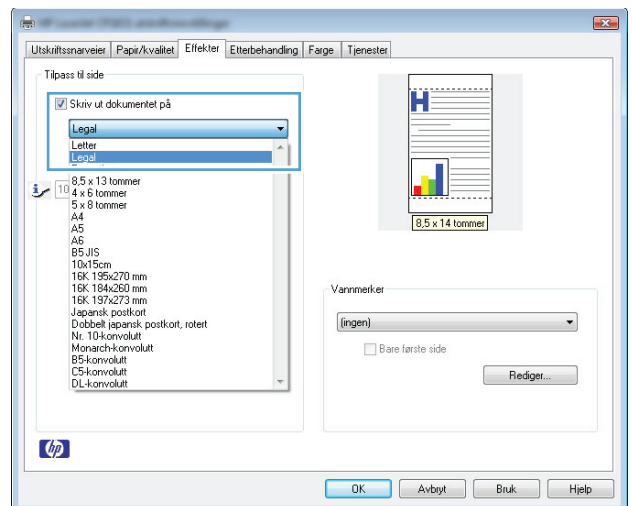 Utskriftssnarveier Papir/kvalitet Effekter Etterbehandling Farge Tjenester
Tilpass til side
Skriv ut dokumentet på
Legal
Letter
Legal
8,5 x 13 tommer
4 x 6 tommer
5 x 8 tommer
A4
A5
A6
B5 JIS
10x15cm
16K 195x270 mm
16K 184x260 mm
16K 197x273 mm
Japansk postkort
Dobbelt japansk postkort, rotert
Nr. 10-konvolutt
Monarch-konvolutt
B5-konvolutt
C5-konvolutt
DL-konvolutt
10
H
8,5 x 14 tommer
Vannmerker
(ingen)
Bare første side
Rediger...
hp
OK Avbryt Bruk Hjelp